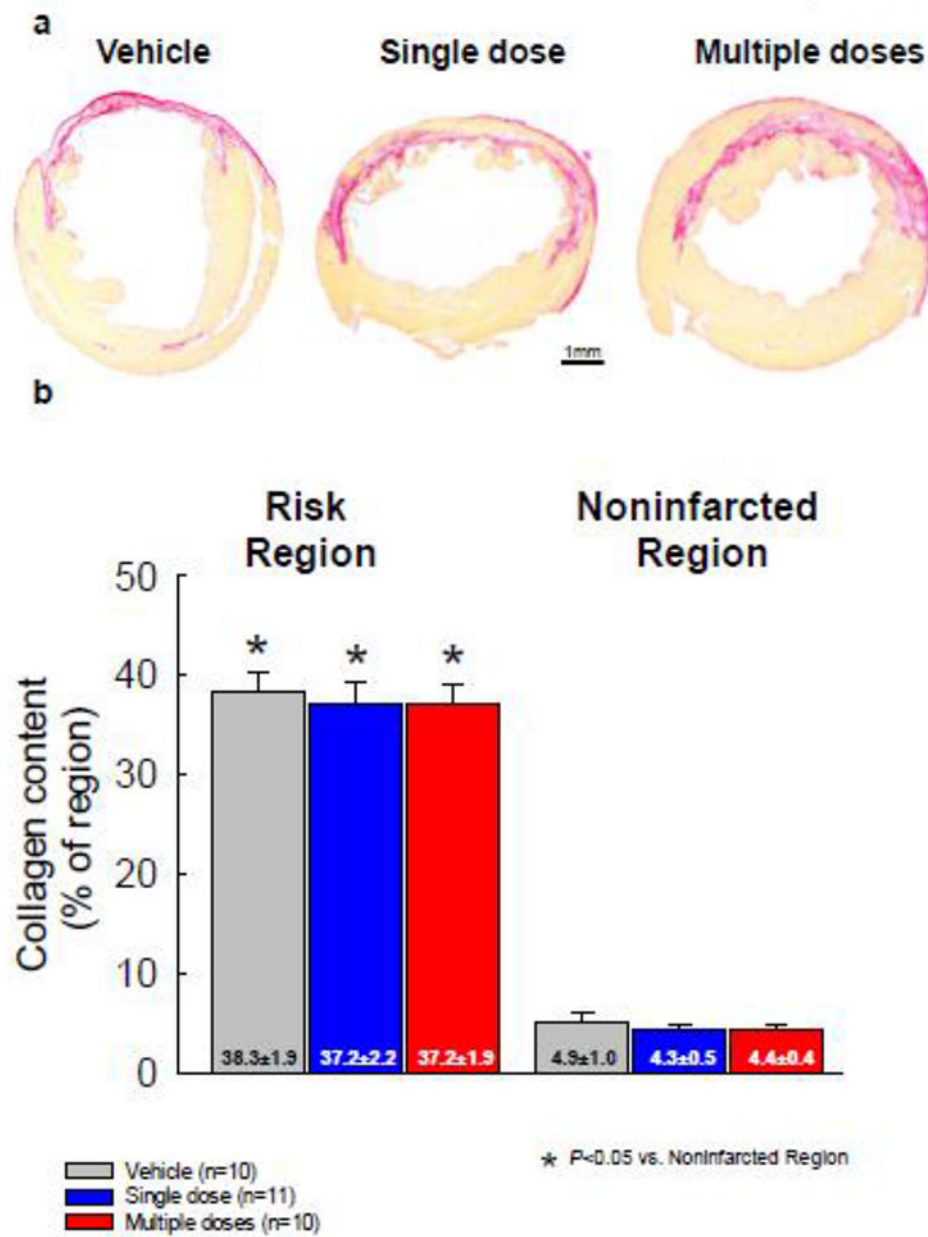 a
Vehicle Single dose Multiple doses
1mm
b
Risk Region
Noninfarcted Region
Collagen content
(% of region)
50
40
30
20
10
0
* * *
38.3±1.9 37.2±2.2 37.2±1.9 4.9±1.0 4.3±0.5 4.4±0.4
Vehicle (n=10)
Single dose (n=11)
Multiple doses (n=10)
* P<0.05 vs. Noninfarcted Region